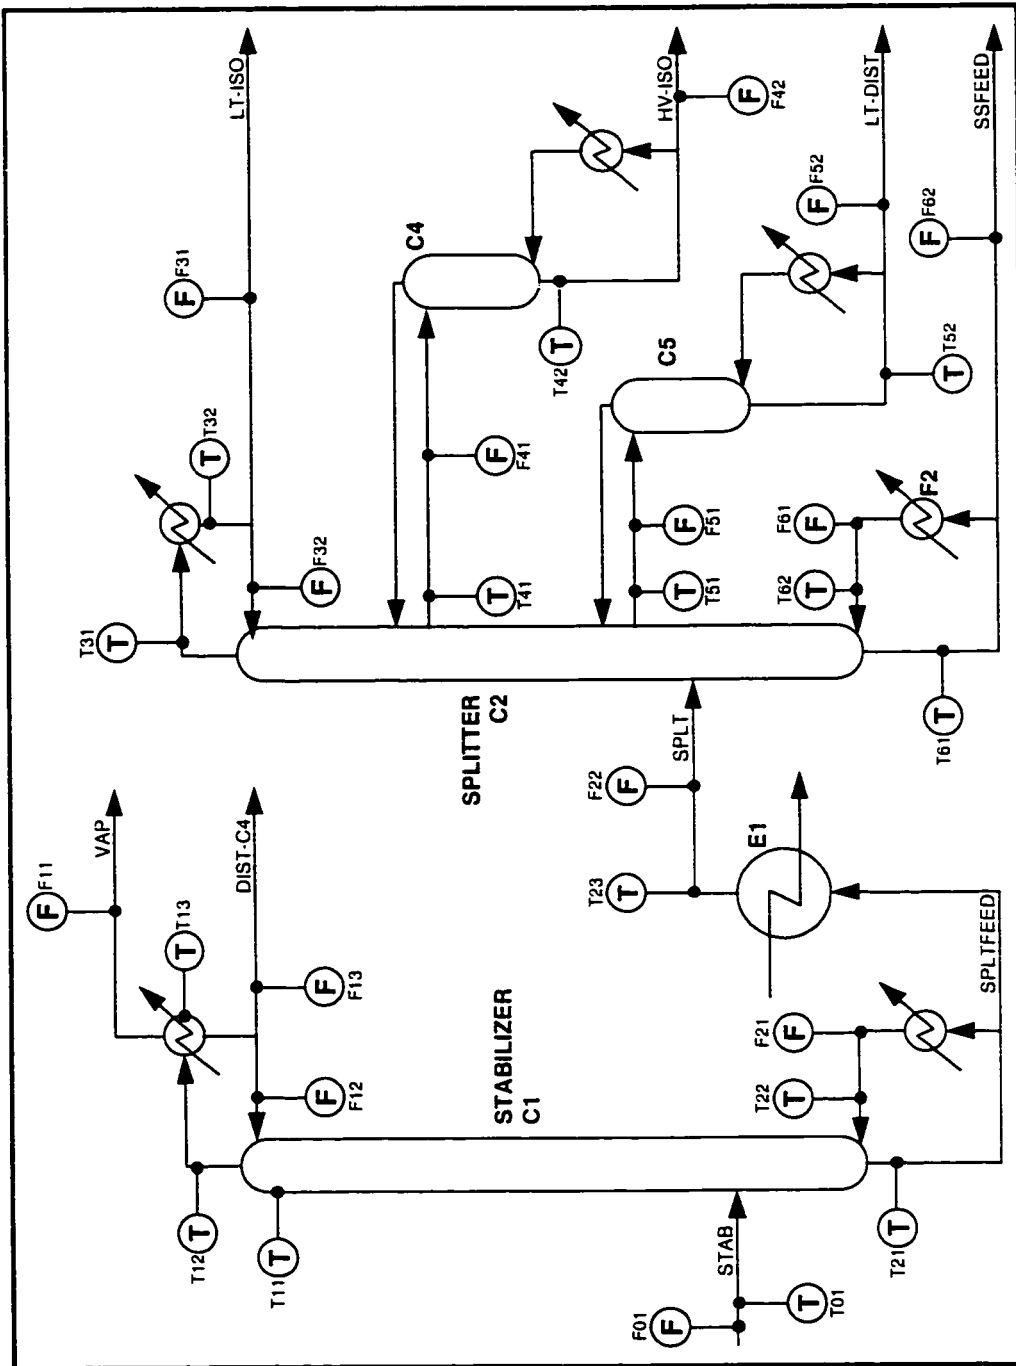 F11
VAP
T13
DIST-C4
F13
F12
T12
T11
STABILIZER
C1
STAB
F01
T01
F21
T22
T21
SPLTFEED
E1
T23
F22
SPLT
SPLITTER
C2
T31
T32
F32
F31
LT-ISO
C4
F41
T41
T42
HV-ISO
F42
C5
F51
T51
F52
LT-DIST
T52
F61
T62
F2
F62
SSFEED
T61
F
T
F
F
T
T
F
T
F
T
T
T
F
T
T
F
F
F
T
T
F
F
T
F
T
F
T
F
F
T